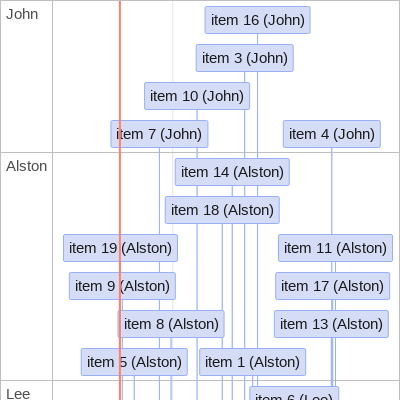 John
item 16 (John)
item 3 (John)
item 10 (John)
item 7 (John)
item 4 (John)
Alston
item 14 (Alston)
item 18 (Alston)
item 19 (Alston)
item 11 (Alston)
item 9 (Alston)
item 17 (Alston)
item 8 (Alston)
item 13 (Alston)
item 5 (Alston)
item 1 (Alston)
Lee
item 6 (Lee)